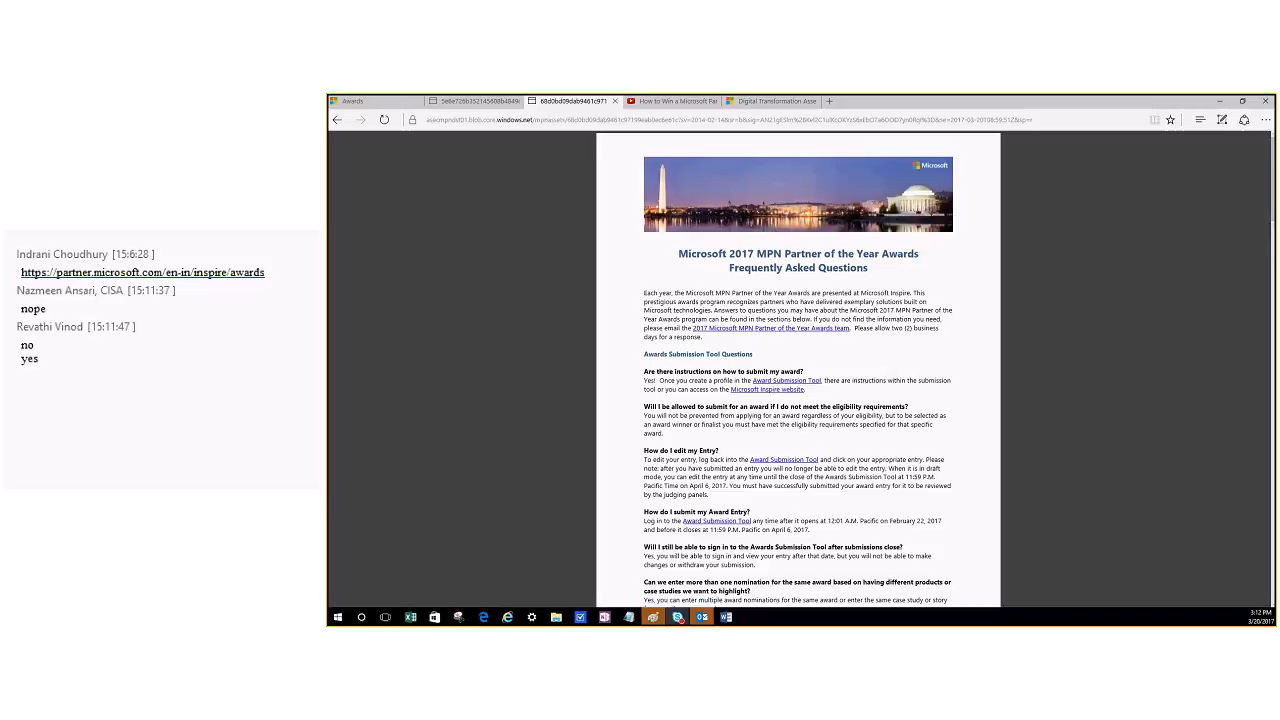 Indrani Choudhury [15:6:28 ]
https://partner.microsoft.com/en-in/inspire/awards
Nazmeen Ansari, CISA [15:11:37 ]
nope
Revathi Vinod [15:11:47 ]
no
yes
Awards
68d0bd09dab9461c971
How to Win a Microsoft Par
Digital Transformation Asse
Microsoft
Microsoft 2017 MPN Partner of the Year Awards
Frequently Asked Questions
Each year, the Microsoft MPN Partner of the Year Awards are presented at Microsoft Inspire. This
prestigious awards program recognizes partners who have delivered exemplary solutions built on
Microsoft technologies. Answers to questions you may have about the Microsoft 2017 MPN Partner of the
Year Awards program can be found in the sections below. If you do not find the information you need,
please email the 2017 Microsoft MPN Partner of the Year Awards team. Please allow two (2) business
days for a response.
Awards Submission Tool Questions
Are there instructions on how to submit my award?
Yes! Once you create a profile in the Award Submission Tool, there are instructions within the submission
tool or you can access on the Microsoft Inspire website.
Will I be allowed to submit for an award if I do not meet the eligibility requirements?
You will not be prevented from applying for an award regardless of your eligibility, but to be selected as
an award winner or finalist you must have met the eligibility requirements specified for that specific
award.
How do I edit my Entry?
To edit your entry, log back into the Award Submission Tool and click on your appropriate entry. Please
note: after you have submitted an entry you will no longer be able to edit the entry. When it is in draft
mode, you can edit the entry at any time until the close of the Awards Submission Tool at 11:59 P.M.
Pacific Time on April 6, 2017. You must have successfully submitted your award entry for it to be reviewed
by the judging panels.
How do I submit my Award Entry?
Log in to the Award Submission Tool any time after it opens at 12:01 A.M. Pacific on February 22, 2017
and before it closes at 11:59 P.M. Pacific on April 6, 2017.
Will I still be able to sign in to the Awards Submission Tool after submissions close?
Yes, you will be able to sign in and view your entry after that date, but you will not be able to make
changes or withdraw your submission.
Can we enter more than one nomination for the same award based on having different products or
case studies we want to highlight?
Yes, you can enter multiple award nominations for the same award or enter the same case study or story
3:12 PM
3/20/2017